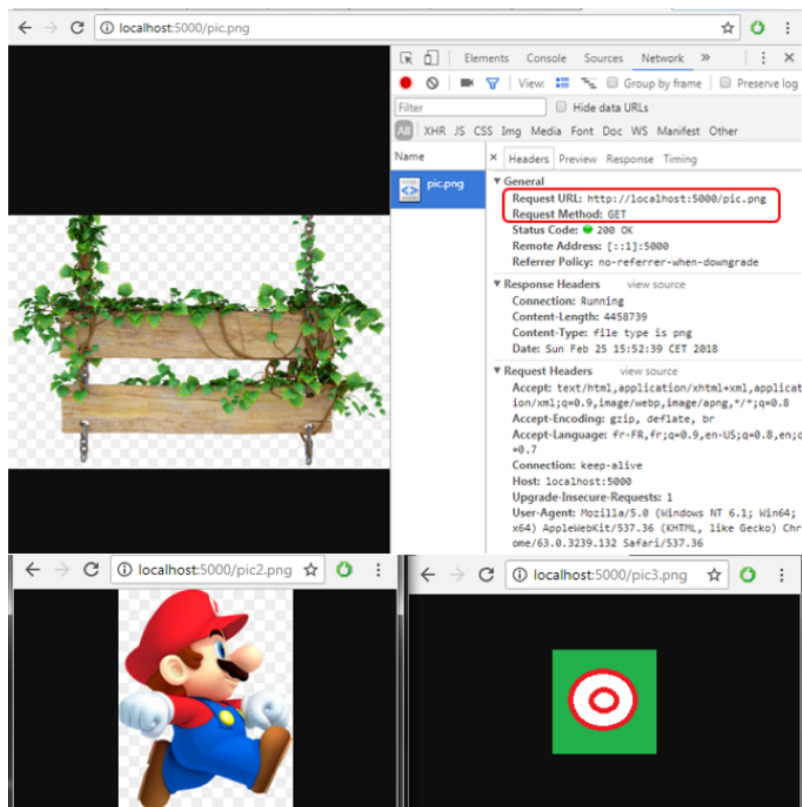 localhost:5000/pic.png
Elements Console Sources Network »
View: Group by frame Preserve log
Filter Hide data URLs
All XHR JS CSS Img Media Font Doc WS Manifest Other
Name
× Headers Preview Response Timing
pic.png
▼ General
Request URL: http://localhost:5000/pic.png
Request Method: GET
Status Code: 200 OK
Remote Address: [::1]:5000
Referrer Policy: no-referrer-when-downgrade
▼ Response Headers view source
Connection: Running
Content-Length: 4458739
Content-Type: file type is png
Date: Sun Feb 25 15:52:39 CET 2018
▼ Request Headers view source
Accept: text/html,application/xhtml+xml,applicat
ion/xml;q=0.9,image/webp,image/apng,*/*;q=0.8
Accept-Encoding: gzip, deflate, br
Accept-Language: fr-FR,fr;q=0.9,en-US;q=0.8,en;q
=0.7
Connection: keep-alive
Host: localhost:5000
Upgrade-Insecure-Requests: 1
User-Agent: Mozilla/5.0 (Windows NT 6.1; Win64;
x64) AppleWebKit/537.36 (KHTML, like Gecko) Chr
ome/63.0.3239.132 Safari/537.36
localhost:5000/pic2.png
localhost:5000/pic3.png